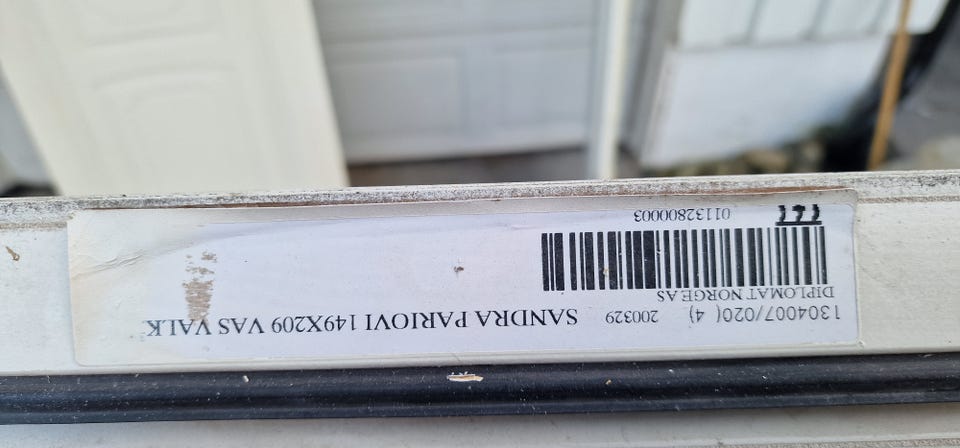 1304007/020( 4) 200329 SANDRA PARIOVI 149X209 VAS VALK
DIPLOMAT NORGE AS
01132800003